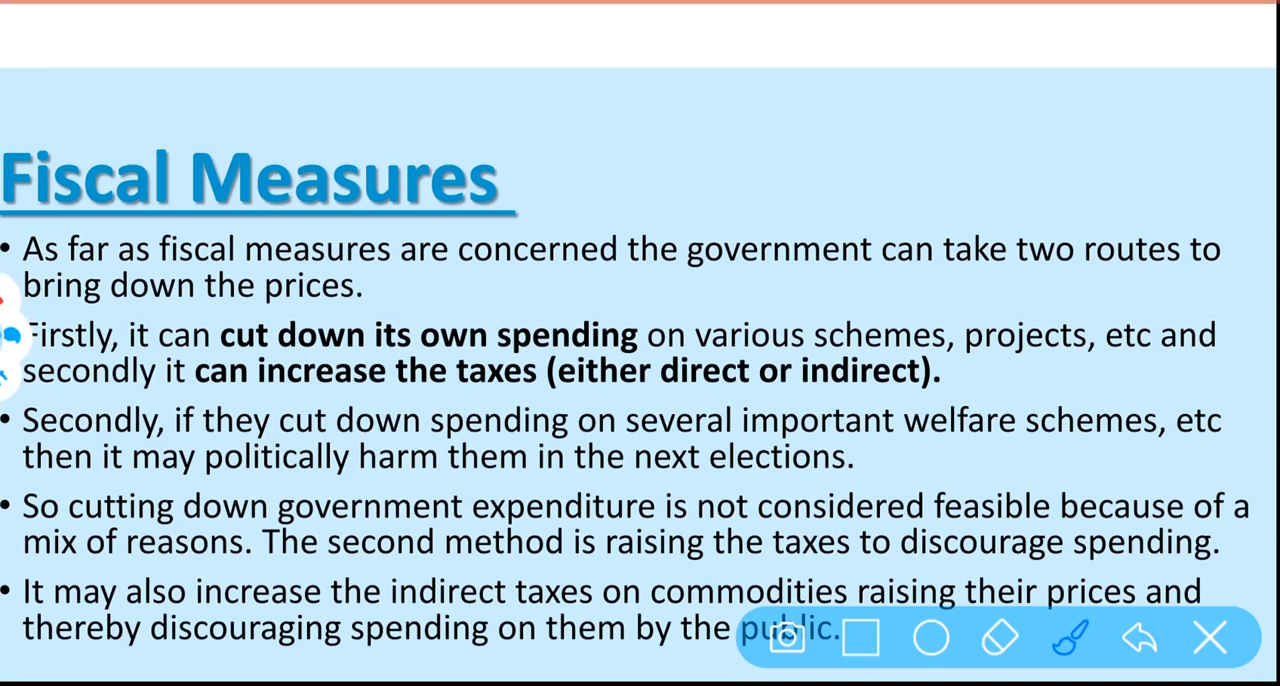 Fiscal Measures
• As far as fiscal measures are concerned the government can take two routes to
bring down the prices.
Firstly, it can cut down its own spending on various schemes, projects, etc and
secondly it can increase the taxes (either direct or indirect).
• Secondly, if they cut down spending on several important welfare schemes, etc
then it may politically harm them in the next elections.
• So cutting down government expenditure is not considered feasible because of a
mix of reasons. The second method is raising the taxes to discourage spending.
• It may also increase the indirect taxes on commodities raising their prices and
thereby discouraging spending on them by the public.